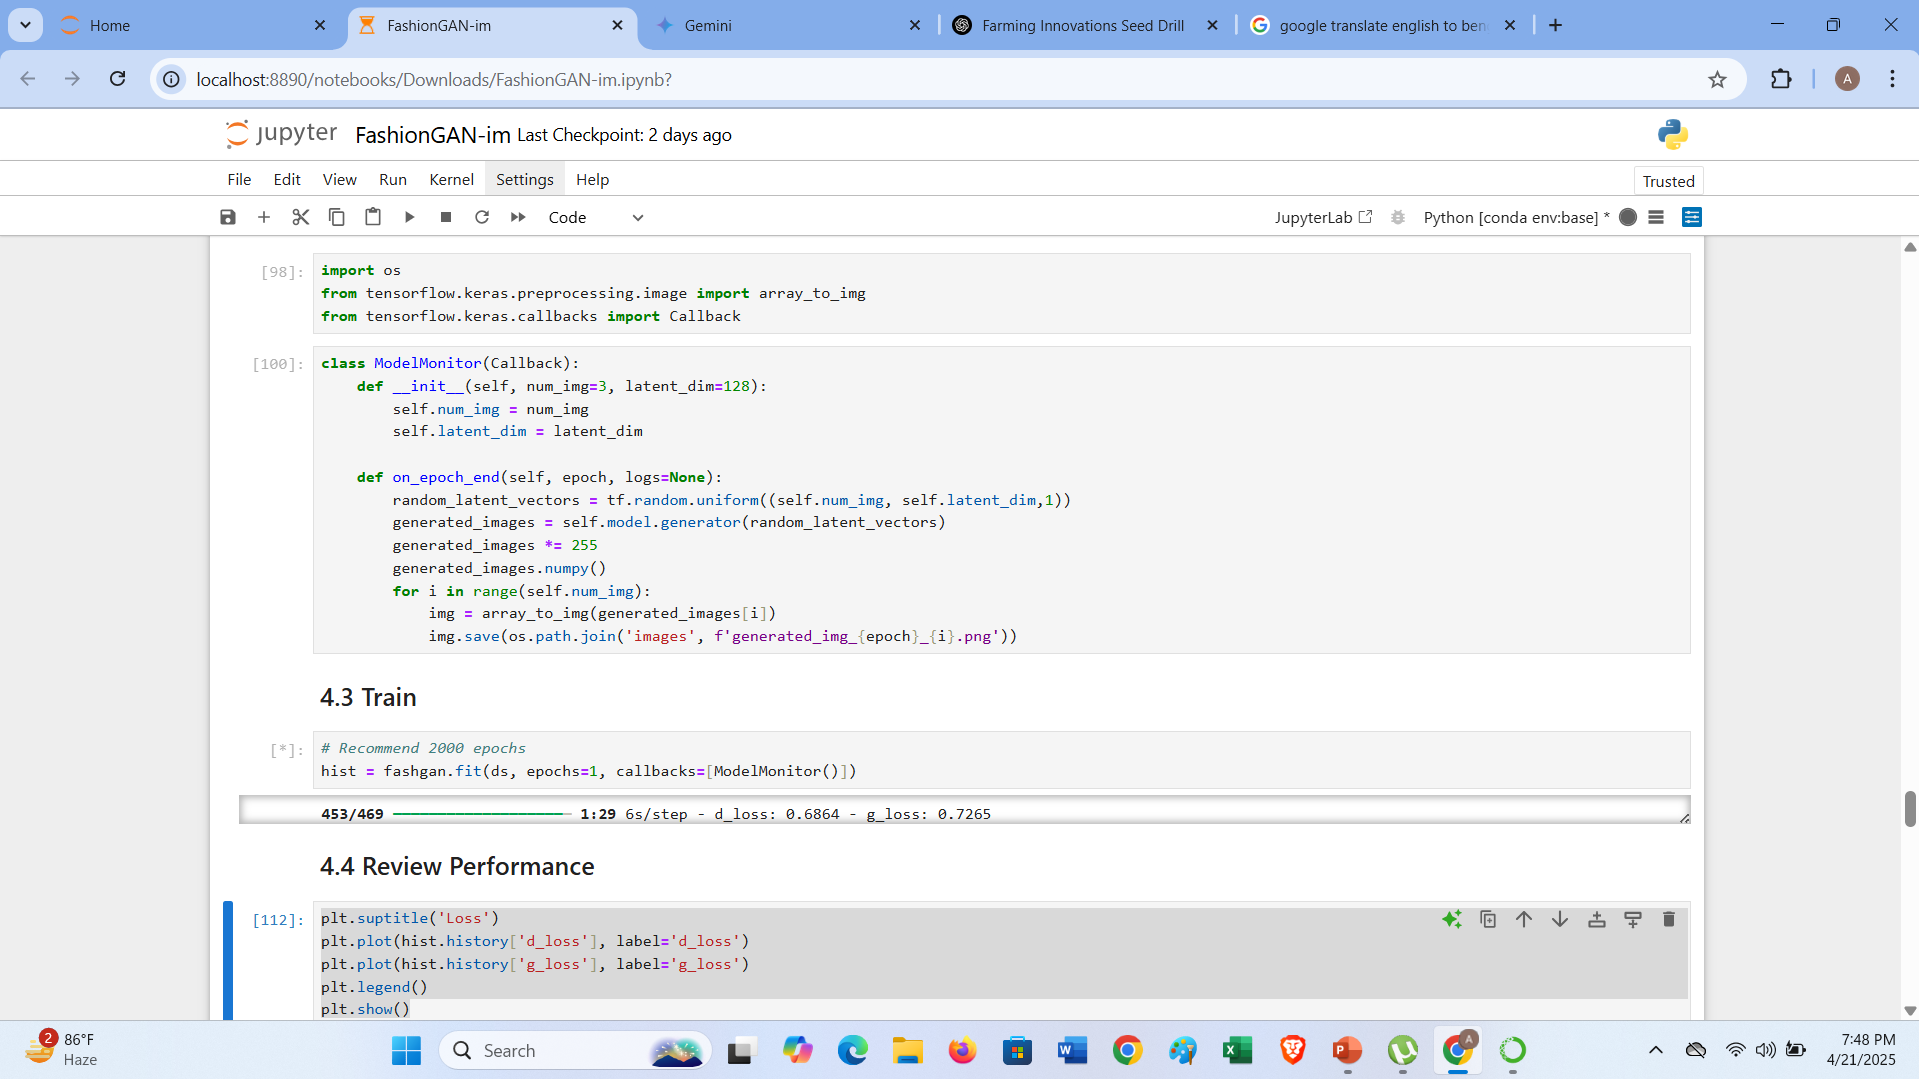 Home
FashionGAN-im
Gemini
Farming Innovations Seed Drill
google translate english to ben
localhost:8890/notebooks/Downloads/FashionGAN-im.ipynb?
A
jupyter FashionGAN-im Last Checkpoint: 2 days ago
File Edit View Run Kernel Settings Help
Trusted
Code
JupyterLab
Python [conda env:base] *
[98]:
import os
from tensorflow.keras.preprocessing.image import array_to_img
from tensorflow.keras.callbacks import Callback
[100]:
class ModelMonitor(Callback):
    def __init__(self, num_img=3, latent_dim=128):
        self.num_img = num_img
        self.latent_dim = latent_dim
    def on_epoch_end(self, epoch, logs=None):
        random_latent_vectors = tf.random.uniform((self.num_img, self.latent_dim,1))
        generated_images = self.model.generator(random_latent_vectors)
        generated_images *= 255
        generated_images.numpy()
        for i in range(self.num_img):
            img = array_to_img(generated_images[i])
            img.save(os.path.join('images', f'generated_img_{epoch}_{i}.png'))
4.3 Train
[*]:
# Recommend 2000 epochs
hist = fashgan.fit(ds, epochs=1, callbacks=[ModelMonitor()])
453/469 1:29 6s/step - d_loss: 0.6864 - g_loss: 0.7265
4.4 Review Performance
[112]:
plt.suptitle('Loss')
plt.plot(hist.history['d_loss'], label='d_loss')
plt.plot(hist.history['g_loss'], label='g_loss')
plt.legend()
plt.show()
2
86°F
Haze
Search
A
7:48 PM
4/21/2025